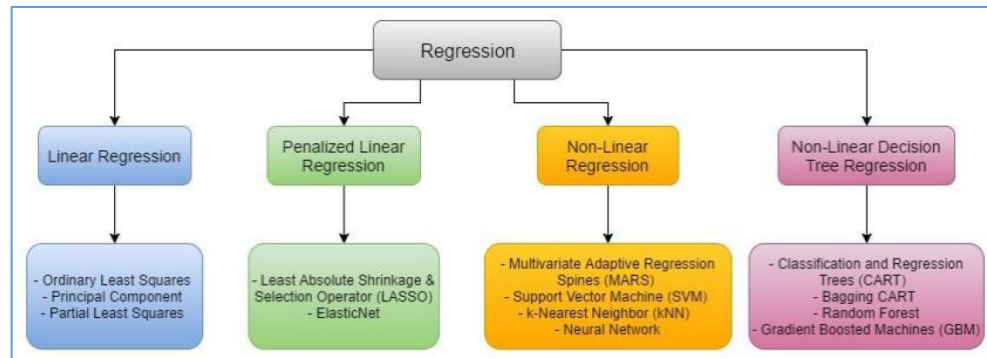 Regression
Linear Regression
Penalized Linear
Regression
Non-Linear
Regression
Non-Linear Decision
Tree Regression
- Ordinary Least Squares
- Principal Component
- Partial Least Squares
- Least Absolute Shrinkage &
Selection Operator (LASSO)
- ElasticNet
- Multivariate Adaptive Regression
Spines (MARS)
- Support Vector Machine (SVM)
- k-Nearest Neighbor (kNN)
- Neural Network
- Classification and Regression
Trees (CART)
- Bagging CART
- Random Forest
- Gradient Boosted Machines (GBM)